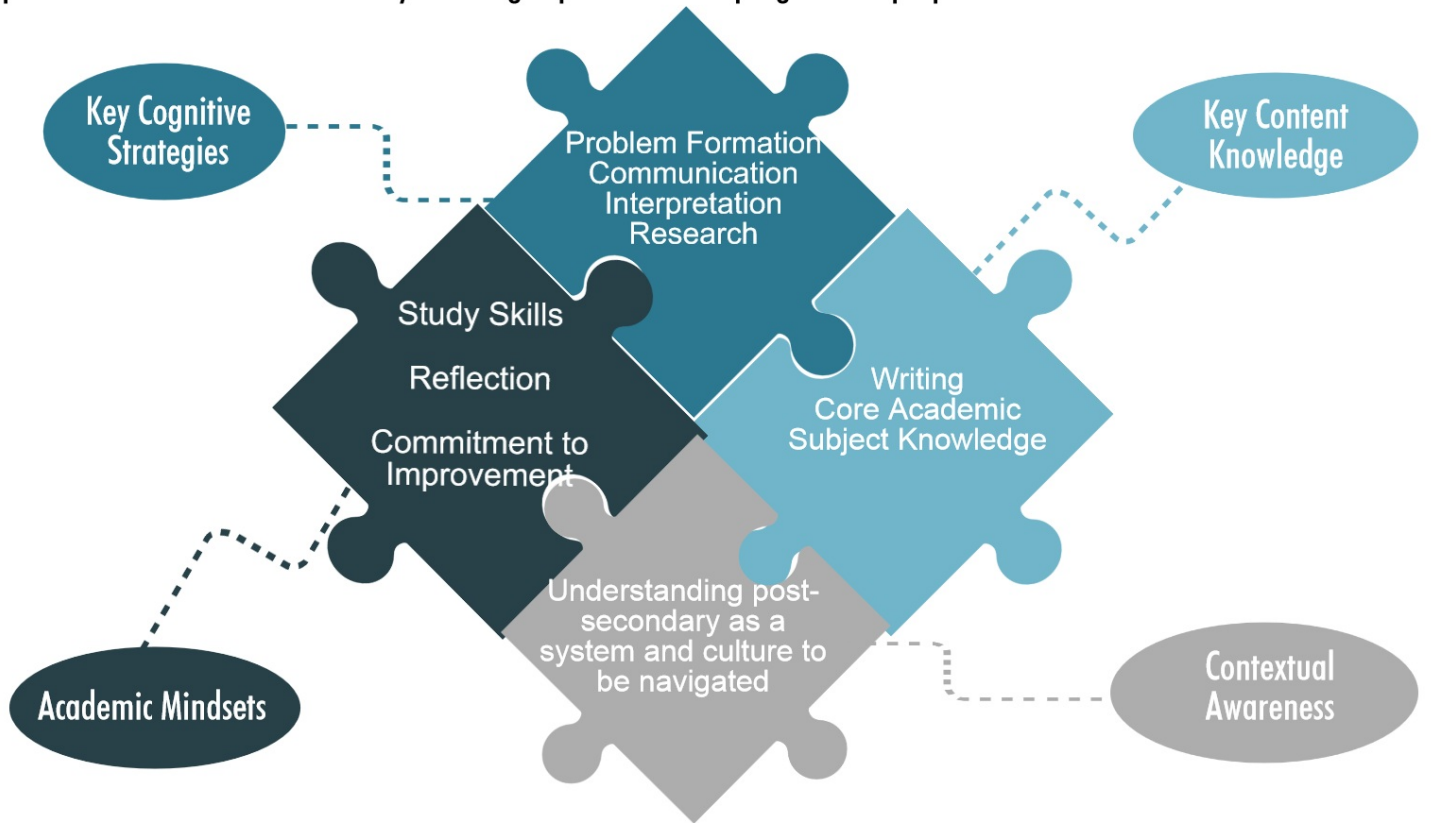 Key Cognitive
Strategies
Problem Formation
Communication
Interpretation
Research
Key Content
Knowledge
Study Skills
Reflection
Commitment to
Improvement
Writing
Core Academic
Subject Knowledge
Understanding post-
secondary as a
system and culture to
be navigated
Academic Mindsets
Contextual
Awareness